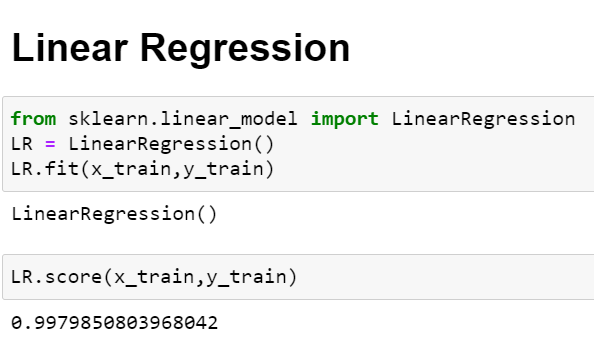 Linear Regression
from sklearn.linear_model import LinearRegression
LR = LinearRegression()
LR.fit(x_train,y_train)
LinearRegression()
LR.score(x_train,y_train)
0.9979850803968042